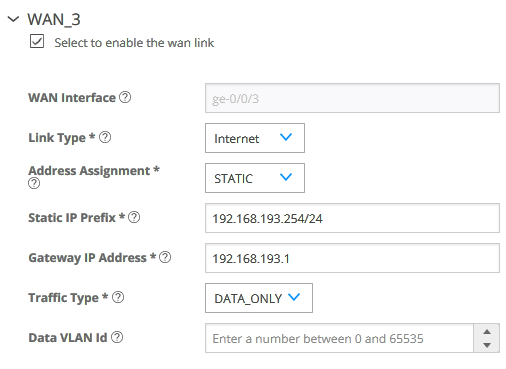 WAN_3
Select to enable the wan link
WAN Interface ?
ge-0/0/3
Link Type * ?
Internet
Address Assignment *
?
STATIC
Static IP Prefix * ?
192.168.193.254/24
Gateway IP Address * ?
192.168.193.1
Traffic Type * ?
DATA_ONLY
Data VLAN Id ?
Enter a number between 0 and 65535